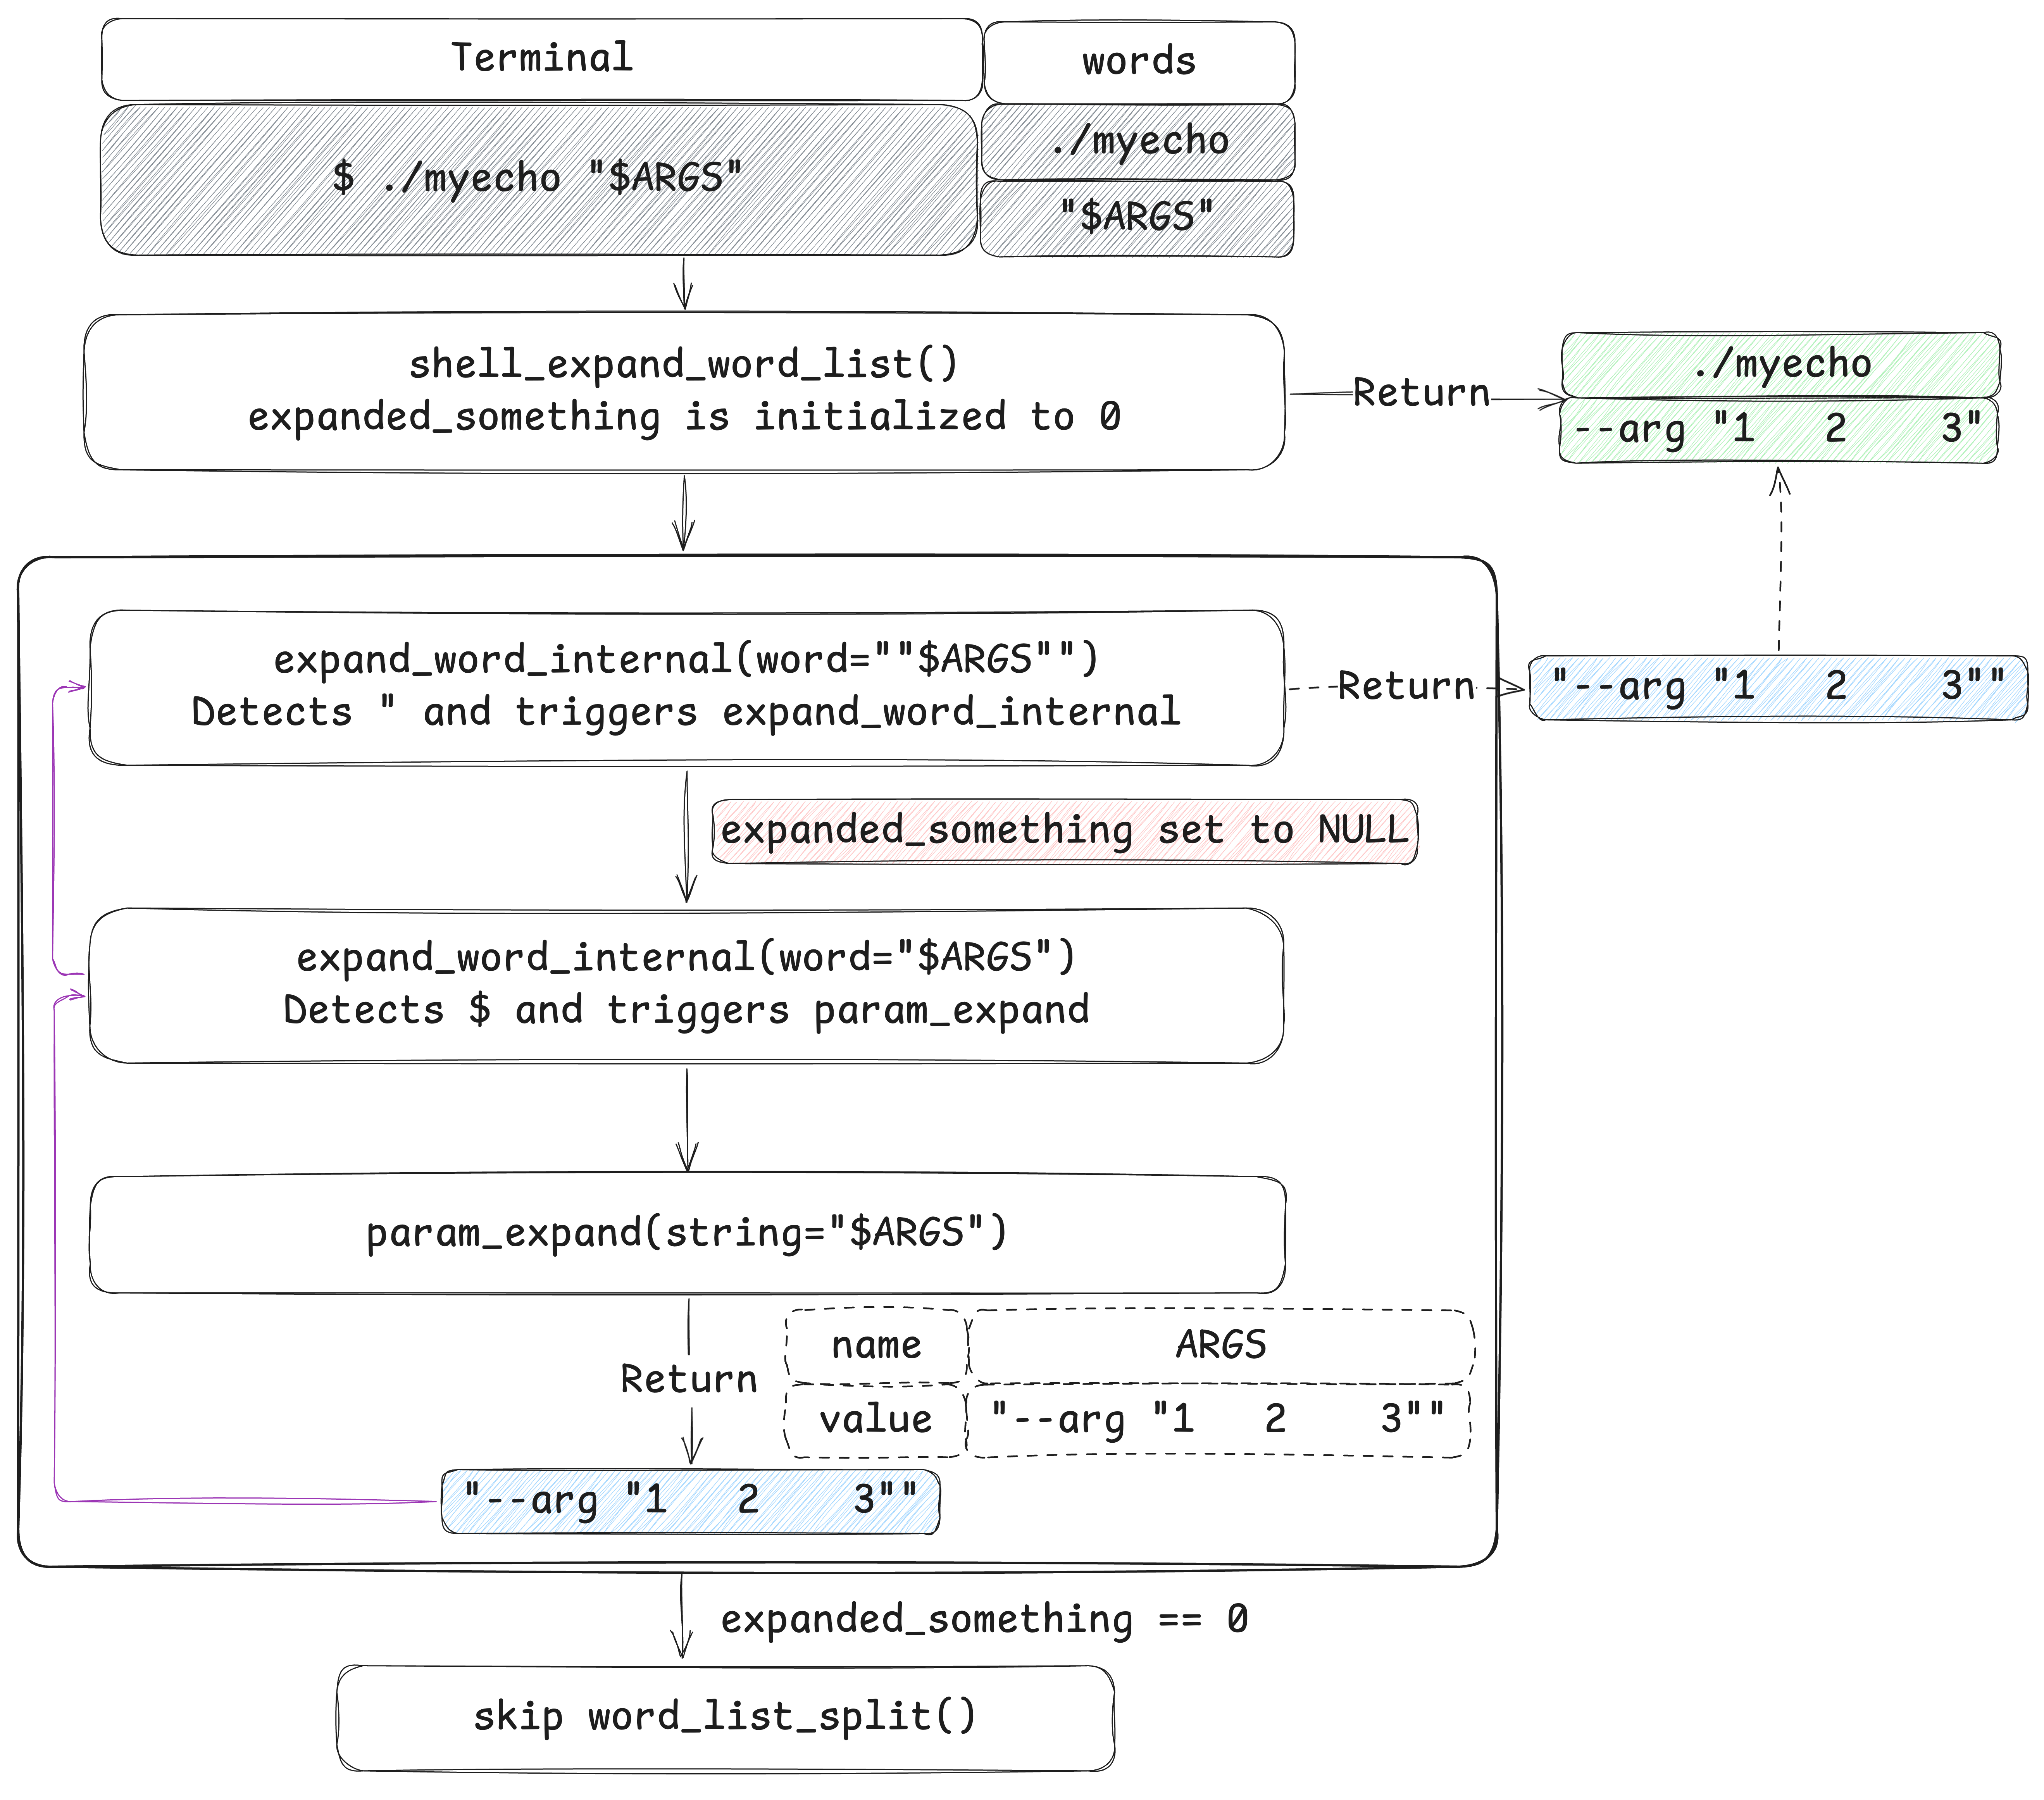 Terminal
words
$ ./myecho "$ARGS"
./myecho
"$ARGS"
shell_expand_word_list()
expanded_something is initialized to 0
Return
./myecho
--arg "1   2    3"
expand_word_internal(word=""$ARGS"")
Detects " and triggers expand_word_internal
Return
"--arg "1   2    3""
expanded_something set to NULL
expand_word_internal(word="$ARGS")
Detects $ and triggers param_expand
param_expand(string="$ARGS")
name
ARGS
Return
value
"--arg "1   2    3""
"--arg "1   2    3""
expanded_something == 0
skip word_list_split()